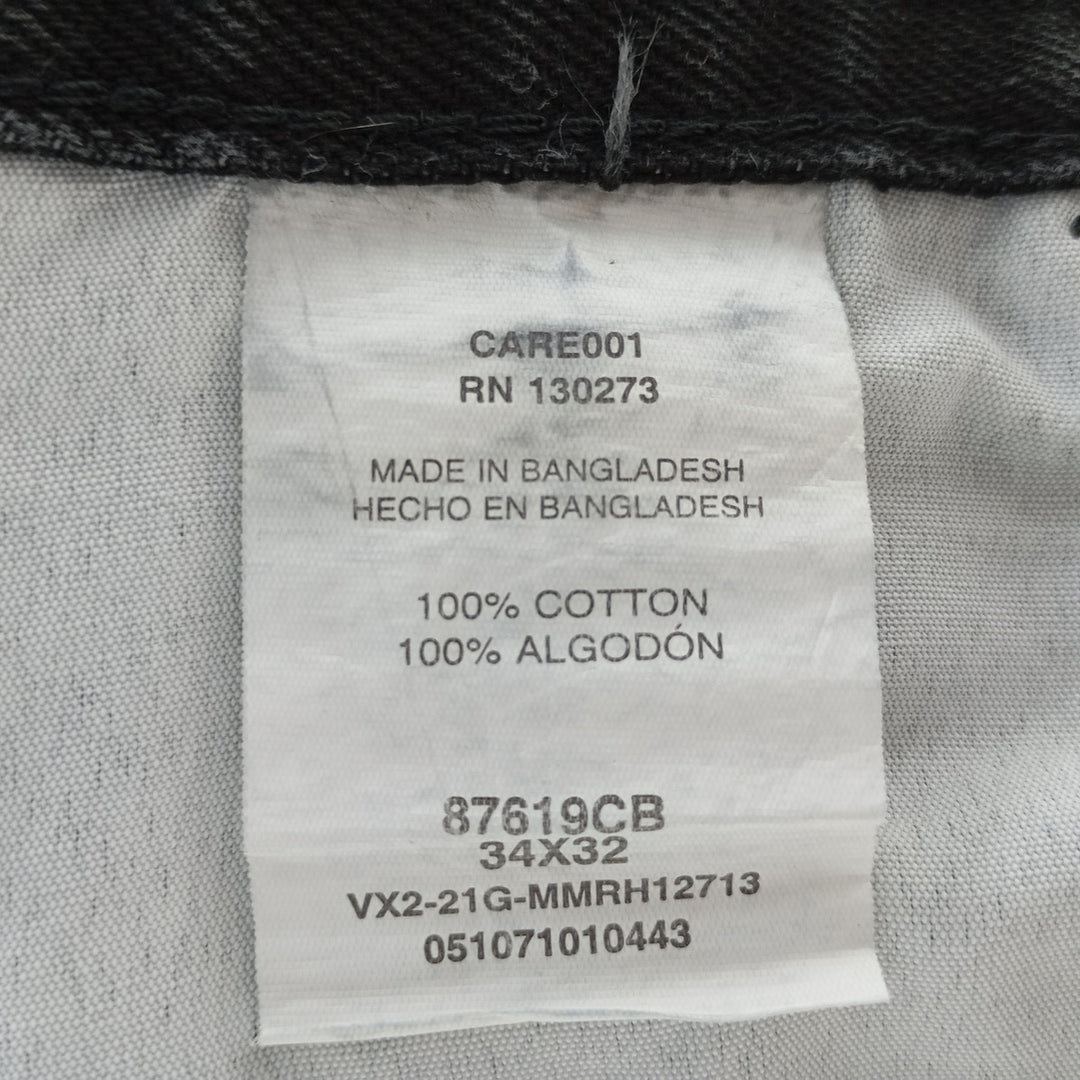 CARE001
RN 130273
MADE IN BANGLADESH
HECHO EN BANGLADESH
100% COTTON
100% ALGODÓN
87619CB
34X32
VX2-21G-MMRH12713
051071010443